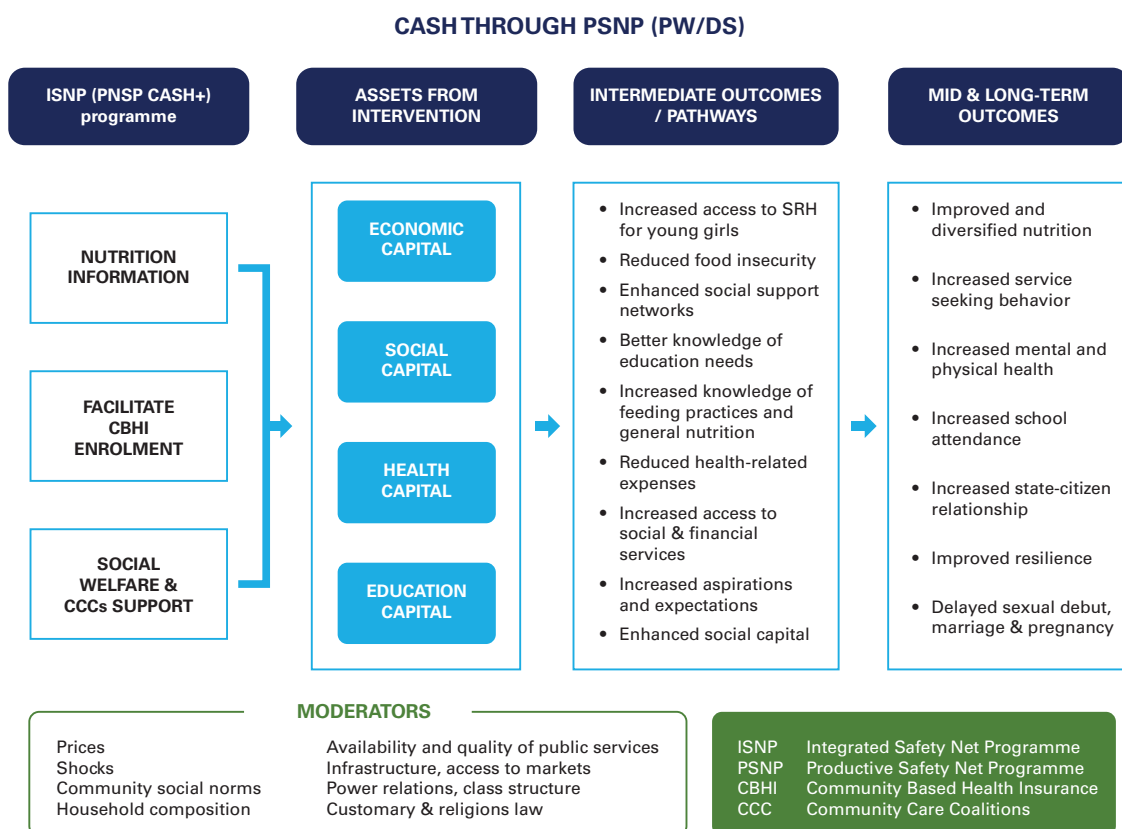 CASH THROUGH PSNP (PW/DS)
ISNP (PNSP CASH+)
programme
ASSETS FROM
INTERVENTION
INTERMEDIATE OUTCOMES
/ PATHWAYS
MID & LONG-TERM
OUTCOMES
NUTRITION
INFORMATION
FACILITATE
CBHI
ENROLMENT
SOCIAL
WELFARE &
CCCs SUPPORT
ECONOMIC
CAPITAL
SOCIAL
CAPITAL
HEALTH
CAPITAL
EDUCATION
CAPITAL
• Increased access to SRH
for young girls
• Reduced food insecurity
• Enhanced social support
networks
• Better knowledge of
education needs
• Increased knowledge of
feeding practices and
general nutrition
• Reduced health-related
expenses
• Increased access to
social & financial
services
• Increased aspirations
and expectations
• Enhanced social capital
• Improved and
diversified nutrition
• Increased service
seeking behavior
• Increased mental and
physical health
• Increased school
attendance
• Increased state-citizen
relationship
• Improved resilience
• Delayed sexual debut,
marriage & pregnancy
MODERATORS
Prices
Shocks
Community social norms
Household composition
Availability and quality of public services
Infrastructure, access to markets
Power relations, class structure
Customary & religions law
ISNP Integrated Safety Net Programme
PSNP Productive Safety Net Programme
CBHI Community Based Health Insurance
CCC Community Care Coalitions